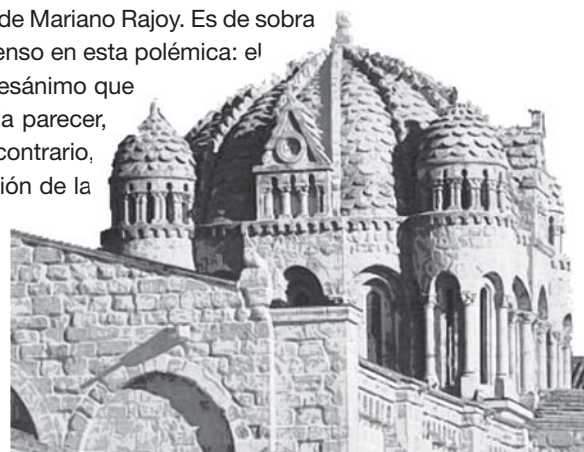 de Mariano Rajoy. Es de sobra
enso en esta polémica: el
esánimo que
a parecer,
contrario,
ión de la